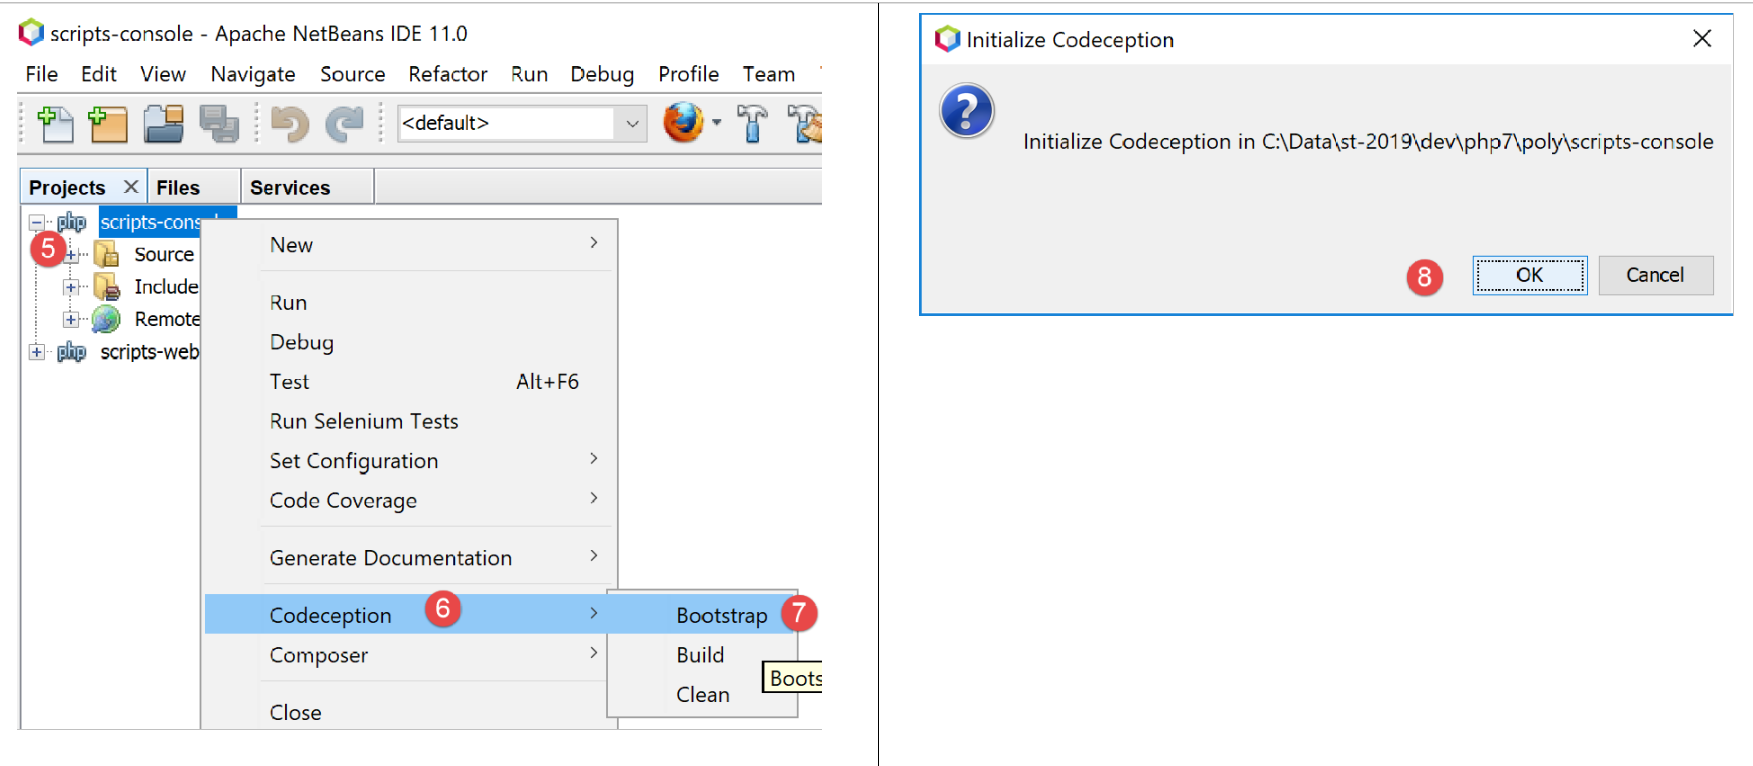 scripts-console - Apache NetBeans IDE 11.0
File Edit View Navigate Source Refactor Run Debug Profile Team
<default>
Projects Files Services
php scripts-cons
5 Source
Include
Remote
php scripts-web
New
Run
Debug
Test Alt+F6
Run Selenium Tests
Set Configuration
Code Coverage
Generate Documentation
Codeception 6
Composer
Close
Bootstrap 7
Build
Boots
Clean
Initialize Codeception
?
Initialize Codeception in C:\Data\st-2019\dev\php7\poly\scripts-console
8 OK Cancel